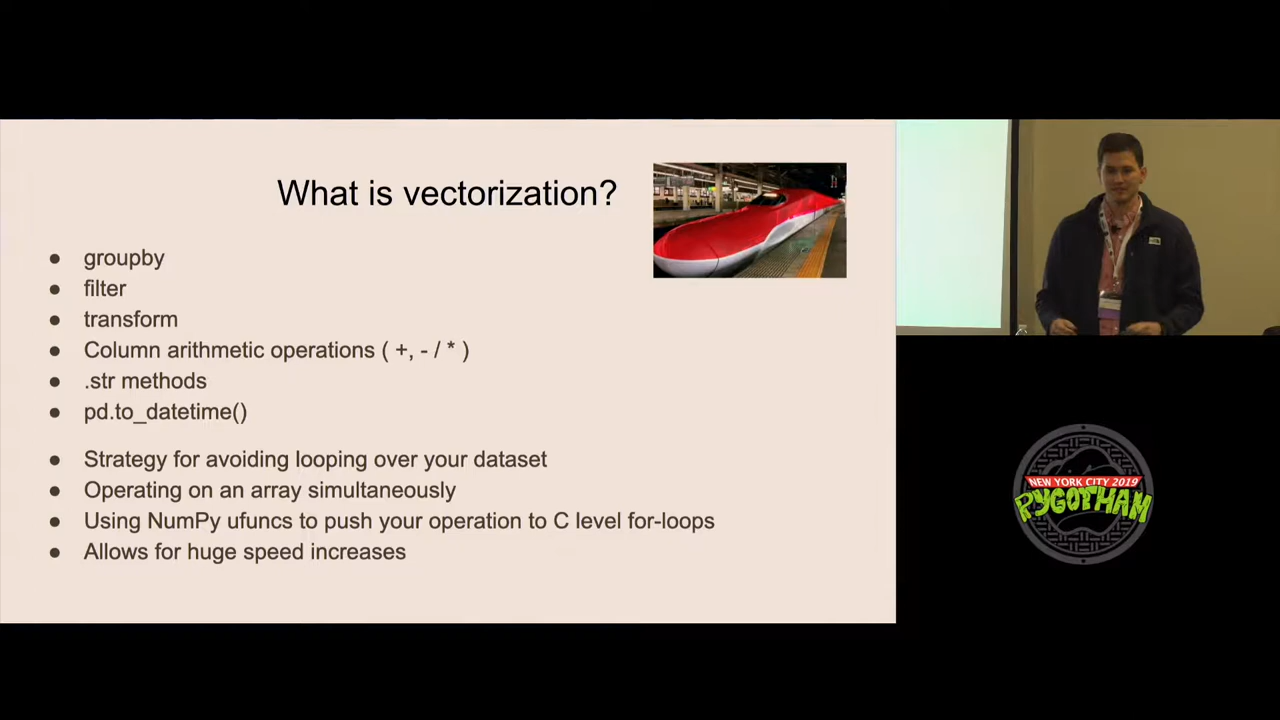 What is vectorization?
● groupby
● filter
● transform
● Column arithmetic operations ( +, - / * )
● .str methods
● pd.to_datetime()
● Strategy for avoiding looping over your dataset
● Operating on an array simultaneously
● Using NumPy ufuncs to push your operation to C level for-loops
● Allows for huge speed increases
NEW YORK CITY 2019
PYGOTHAM